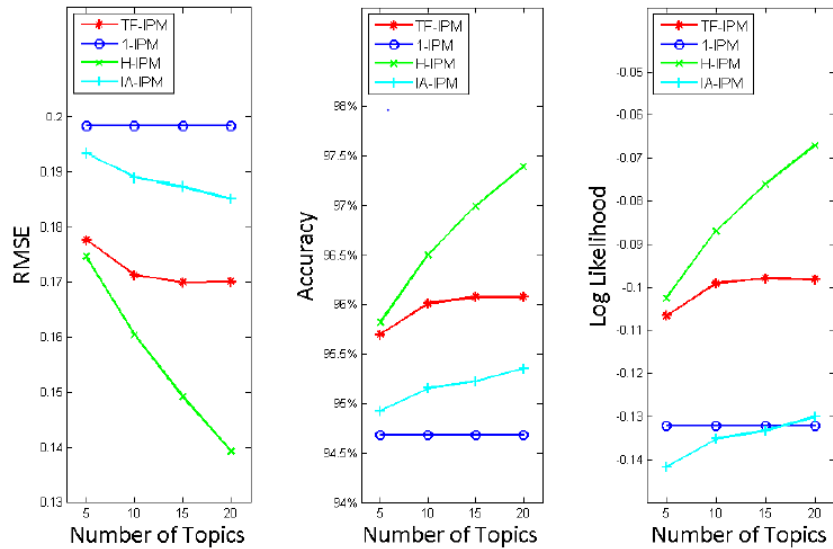 TF-IPM
1-IPM
H-IPM
IA-IPM
0.2
0.19
0.18
0.17
0.16
0.15
0.14
0.13
RMSE
5
10
15
20
Number of Topics
TF-IPM
1-IPM
H-IPM
IA-IPM
98%
97.5%
97%
96.5%
96%
95.5%
95%
94.5%
94%
Accuracy
5
10
15
20
Number of Topics
TF-IPM
1-IPM
H-IPM
IA-IPM
-0.05
-0.06
-0.07
-0.08
-0.09
-0.1
-0.11
-0.12
-0.13
-0.14
Log Likelihood
5
10
15
20
Number of Topics